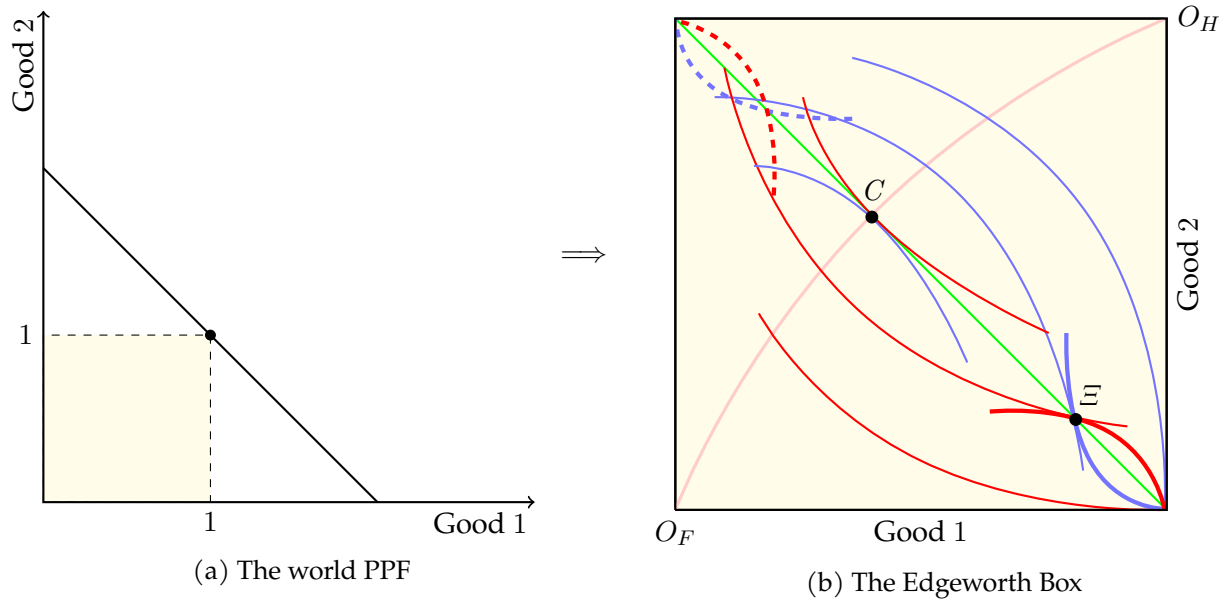 Good 2
1
1
Good 1
(a) The world PPF
⟹
O_H
C
Ξ
Good 2
O_F
Good 1
(b) The Edgeworth Box